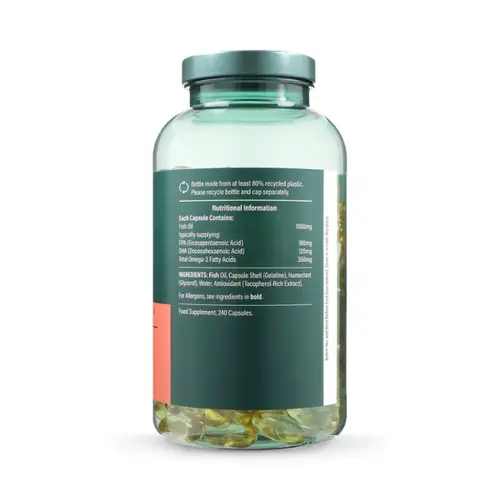 Bottle made from at least 80% recycled plastic.
Please recycle bottle and cap separately.
Nutritional Information
Each Capsule Contains:
Fish Oil 1000mg
typically supplying:
EPA (Eicosapentaenoic Acid) 180mg
DHA (Docosahexaenoic Acid) 120mg
Total Omega-3 Fatty Acids 350mg
INGREDIENTS: Fish Oil, Capsule Shell (Gelatine), Humectant
(Glycerol), Water, Antioxidant (Tocopherol-Rich Extract).
For Allergens, see ingredients in bold.
Food Supplement, 240 Capsules.